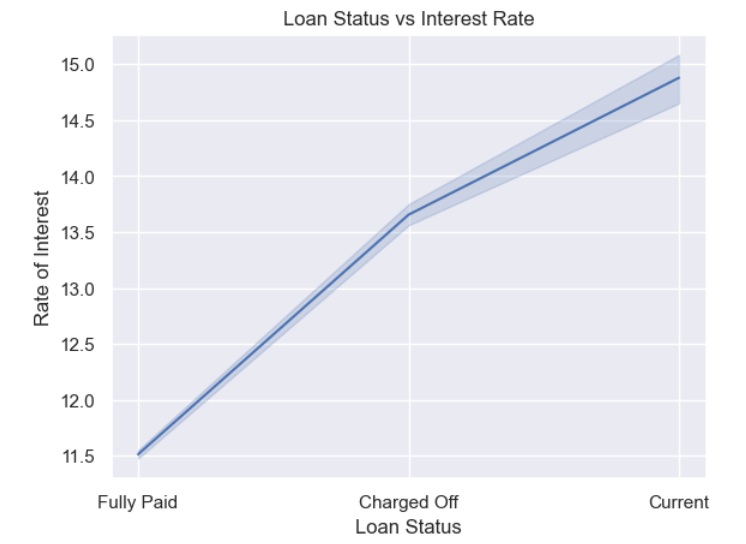 Loan Status vs Interest Rate
15.0
14.5
14.0
13.5
13.0
12.5
12.0
11.5
Rate of Interest
Fully Paid
Charged Off
Current
Loan Status